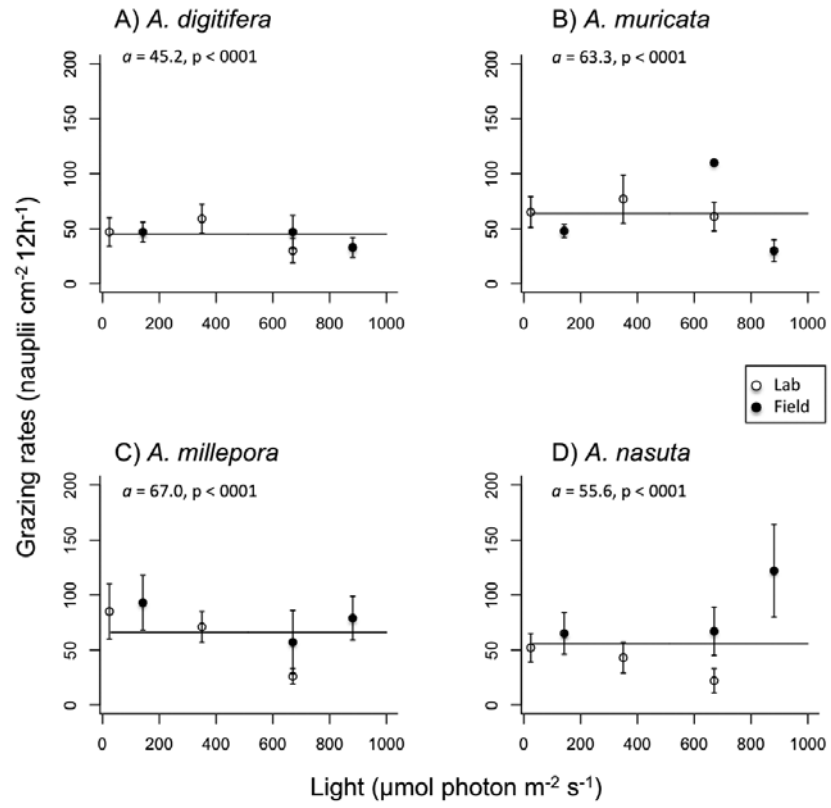 A) A. digitifera
a = 45.2, p < 0001
200
150
100
50
0
0 200 400 600 800 1000
B) A. muricata
a = 63.3, p < 0001
200
150
100
50
0
0 200 400 600 800 1000
Lab
Field
C) A. millepora
a = 67.0, p < 0001
200
150
100
50
0
0 200 400 600 800 1000
D) A. nasuta
a = 55.6, p < 0001
200
150
100
50
0
0 200 400 600 800 1000
Grazing rates (nauplii cm⁻² 12h⁻¹)
Light (µmol photon m⁻² s⁻¹)